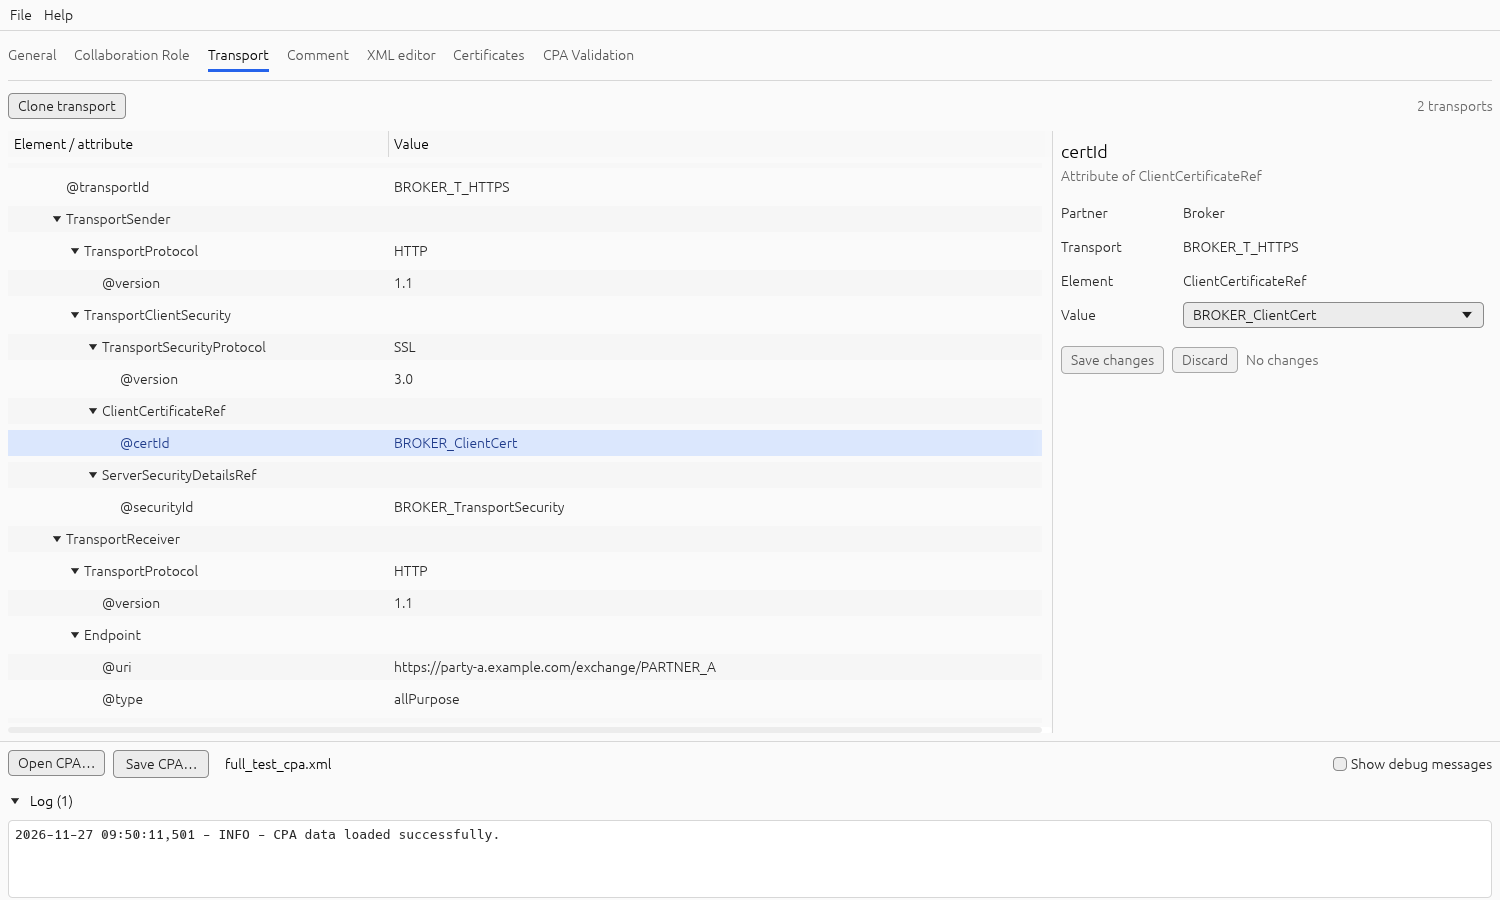 File Help
General Collaboration Role Transport Comment XML editor Certificates CPA Validation
Clone transport 2 transports
Element / attribute Value
@transportId BROKER_T_HTTPS
TransportSender
TransportProtocol HTTP
@version 1.1
TransportClientSecurity
TransportSecurityProtocol SSL
@version 3.0
ClientCertificateRef
@certId BROKER_ClientCert
ServerSecurityDetailsRef
@securityId BROKER_TransportSecurity
TransportReceiver
TransportProtocol HTTP
@version 1.1
Endpoint
@uri https://party-a.example.com/exchange/PARTNER_A
@type allPurpose
certId
Attribute of ClientCertificateRef
Partner Broker
Transport BROKER_T_HTTPS
Element ClientCertificateRef
Value BROKER_ClientCert
Save changes Discard No changes
Open CPA... Save CPA... full_test_cpa.xml Show debug messages
Log (1)
2026-11-27 09:50:11,501 - INFO - CPA data loaded successfully.